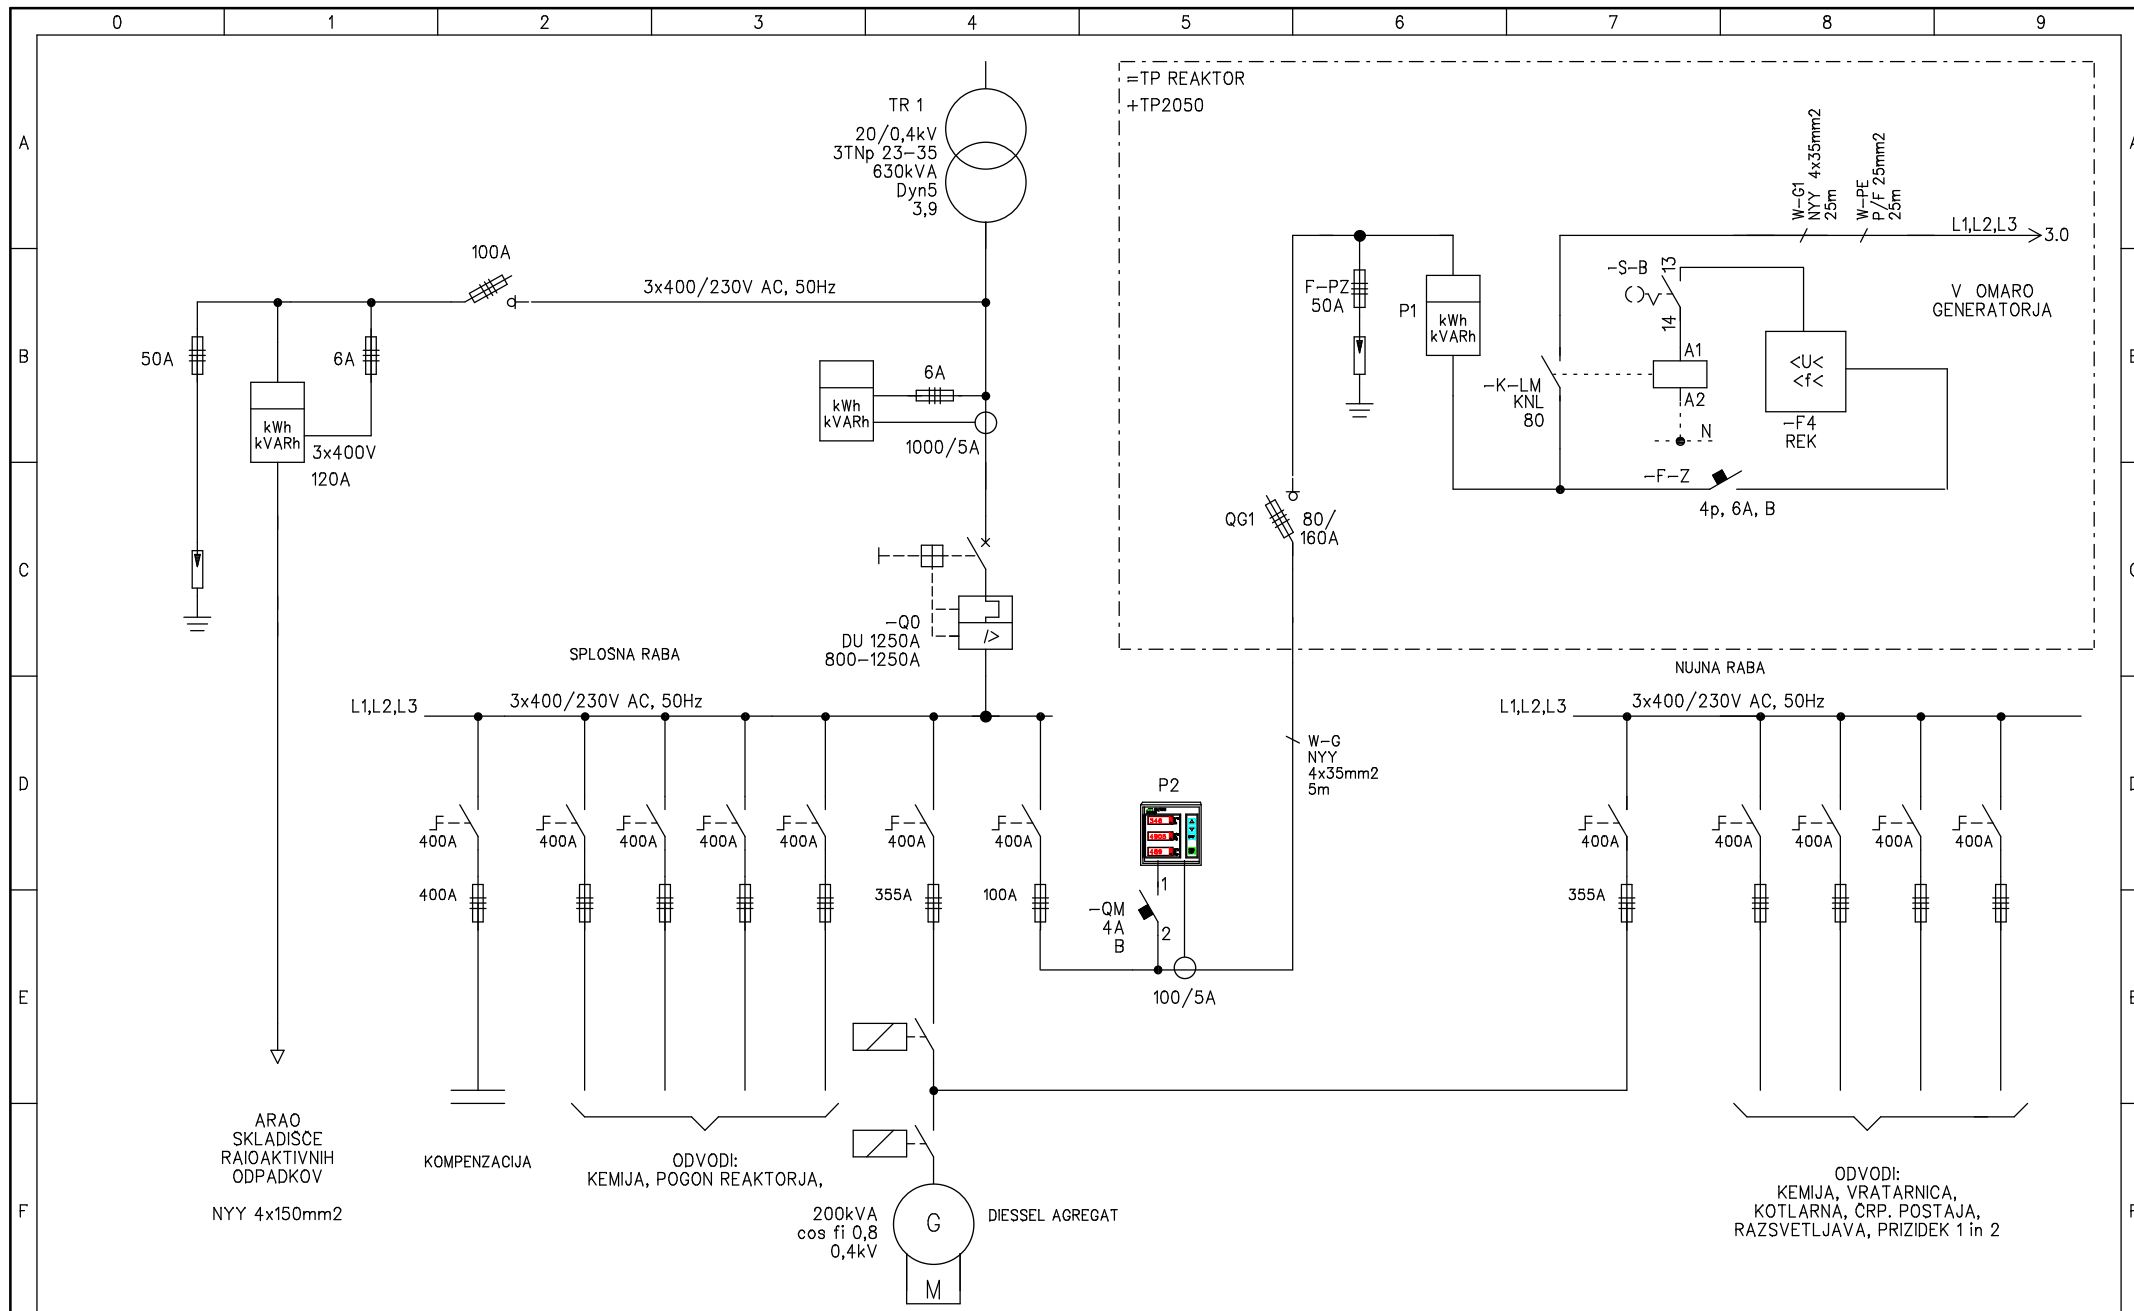 0 1 2 3 4 5 6 7 8 9
A
B
C
D
E
F
TR 1
20/0,4kV
3TNp 23-35
630kVA
Dyn5
3,9
=TP REAKTOR
+TP2050
W-G1
NYY 4x35mm2
25m
W-PE
P/F 25mm2
25m
L1,L2,L3
3.0
V OMARO
GENERATORJA
100A
3x400/230V AC, 50Hz
50A
6A
kWh
kVARh
3x400V
120A
6A
kWh
kVARh
1000/5A
F-PZ
50A
P1
kWh
kVARh
-S-B
13
14
A1
A2
N
-K-LM
KNL
80
<U<
<f<
-F4
REK
-F-Z
4p, 6A, B
QG1
80/
160A
-Q0
DU 1250A
800-1250A
I>
SPLOŠNA RABA
L1,L2,L3
3x400/230V AC, 50Hz
NUJNA RABA
L1,L2,L3
3x400/230V AC, 50Hz
W-G
NYY
4x35mm2
5m
P2
400A 400A 400A 400A 400A 400A 400A
400A 400A 400A 400A 400A
400A 355A 100A
355A
-QM
4A
B
1
2
100/5A
ARAO
SKLADIŠČE
RAIOAKTIVNIH
ODPADKOV
NYY 4x150mm2
KOMPENZACIJA
ODVODI:
KEMIJA, POGON REAKTORJA,
200kVA
cos fi 0,8
0,4kV
G
M
DIESSEL AGREGAT
ODVODI:
KEMIJA, VRATARNICA,
KOTLARNA, ČRP. POSTAJA,
RAZSVETLJAVA, PRIZIDEK 1 in 2